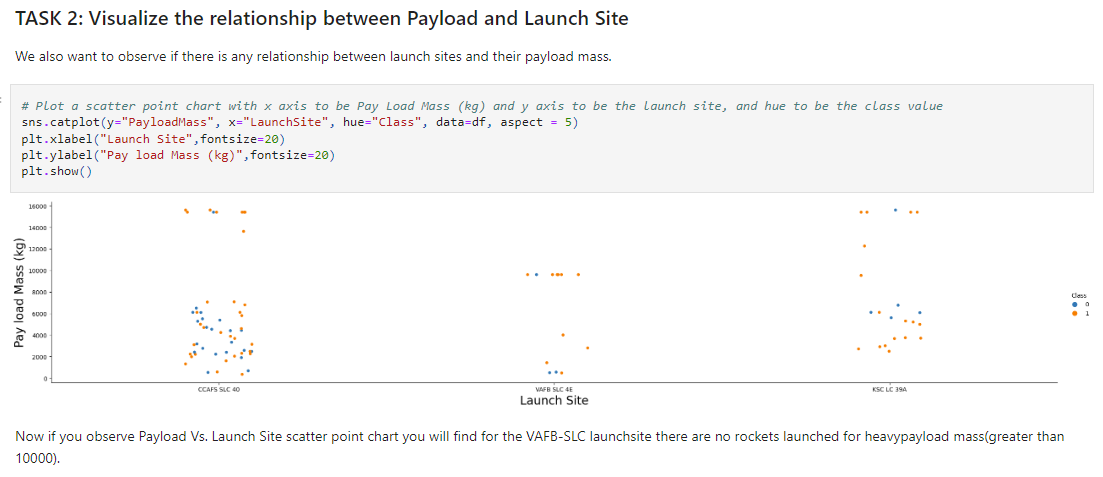 TASK 2: Visualize the relationship between Payload and Launch Site
We also want to observe if there is any relationship between launch sites and their payload mass.
# Plot a scatter point chart with x axis to be Pay Load Mass (kg) and y axis to be the launch site, and hue to be the class value
sns.catplot(y="PayloadMass", x="LaunchSite", hue="Class", data=df, aspect = 5)
plt.xlabel("Launch Site",fontsize=20)
plt.ylabel("Pay load Mass (kg)",fontsize=20)
plt.show()
Pay load Mass (kg)
16000
14000
12000
10000
8000
6000
4000
2000
0
CCAFS SLC 40
VAFB SLC 4E
KSC LC 39A
Launch Site
Class
0
1
Now if you observe Payload Vs. Launch Site scatter point chart you will find for the VAFB-SLC launchsite there are no rockets launched for heavypayload mass(greater than
10000).